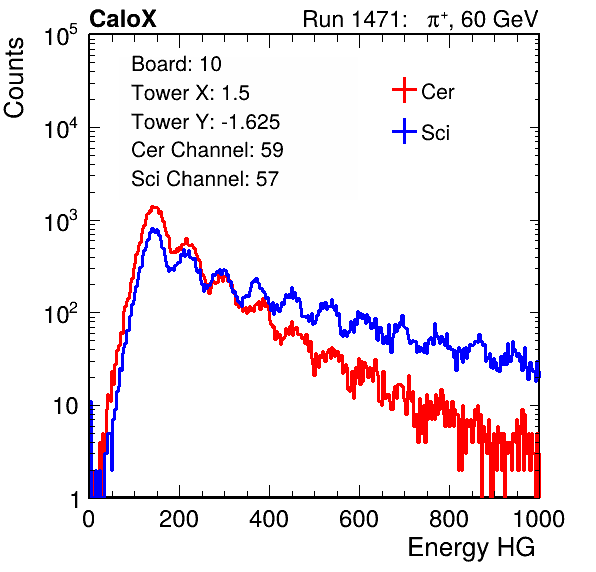 CaloX Run 1471: π⁺, 60 GeV
Counts
10⁵
10⁴
10³
10²
10
1
Board: 10
Tower X: 1.5
Tower Y: -1.625
Cer Channel: 59
Sci Channel: 57
Cer
Sci
0 200 400 600 800 1000
Energy HG